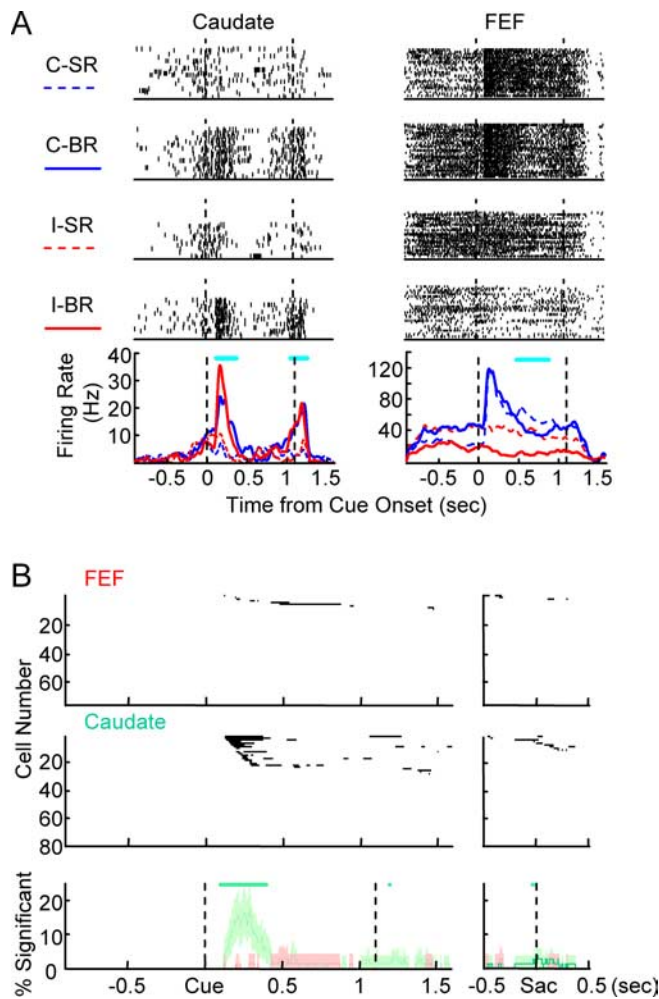 A
Caudate
FEF
C-SR
C-BR
I-SR
I-BR
Firing Rate
(Hz)
40
30
20
10
-0.5 0 0.5 1 1.5
120
80
40
-0.5 0 0.5 1 1.5
Time from Cue Onset (sec)
B
FEF
20
40
60
Cell Number
Caudate
20
40
60
80
% Significant
20
10
0
-0.5 Cue 0.5 1 1.5
-0.5 Sac 0.5 (sec)